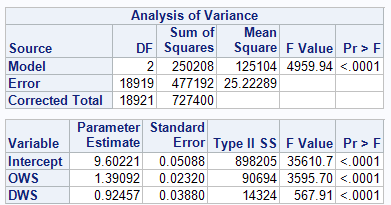 Analysis of Variance
Sum of Mean
Source DF Squares Square F Value Pr > F
Model 2 250208 125104 4959.94 <.0001
Error 18919 477192 25.22289
Corrected Total 18921 727400
Parameter Standard
Variable Estimate Error Type II SS F Value Pr > F
Intercept 9.60221 0.05088 898205 35610.7 <.0001
OWS 1.39092 0.02320 90694 3595.70 <.0001
DWS 0.92457 0.03880 14324 567.91 <.0001